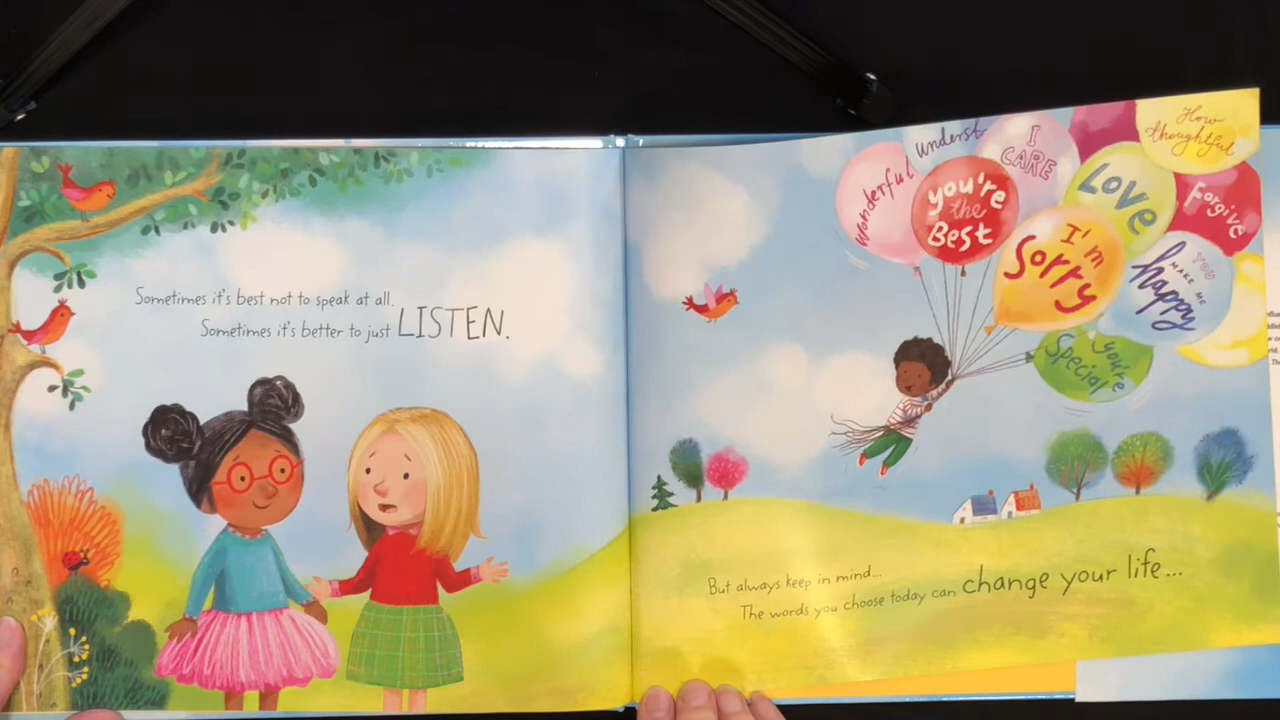 Sometimes it's best not to speak at all.
Sometimes it's better to just LISTEN.
Wonderful
underst
I
CARE
How
thoughtful
you're
the
Best
LOVE
Forgive
I'm
Sorry
YOU
MAKE ME
happy
you're
Special
But always keep in mind...
The words you choose today can change your life...